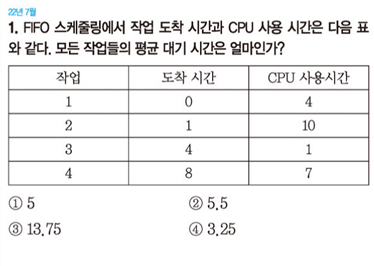 22년 7월
1. FIFO 스케줄링에서 작업 도착 시간과 CPU 사용 시간은 다음 표
와 같다. 모든 작업들의 평균 대기 시간은 얼마인가?
작업 도착 시간 CPU 사용시간
1 0 4
2 1 10
3 4 1
4 8 7
① 5 ② 5.5
③ 13.75 ④ 3.25